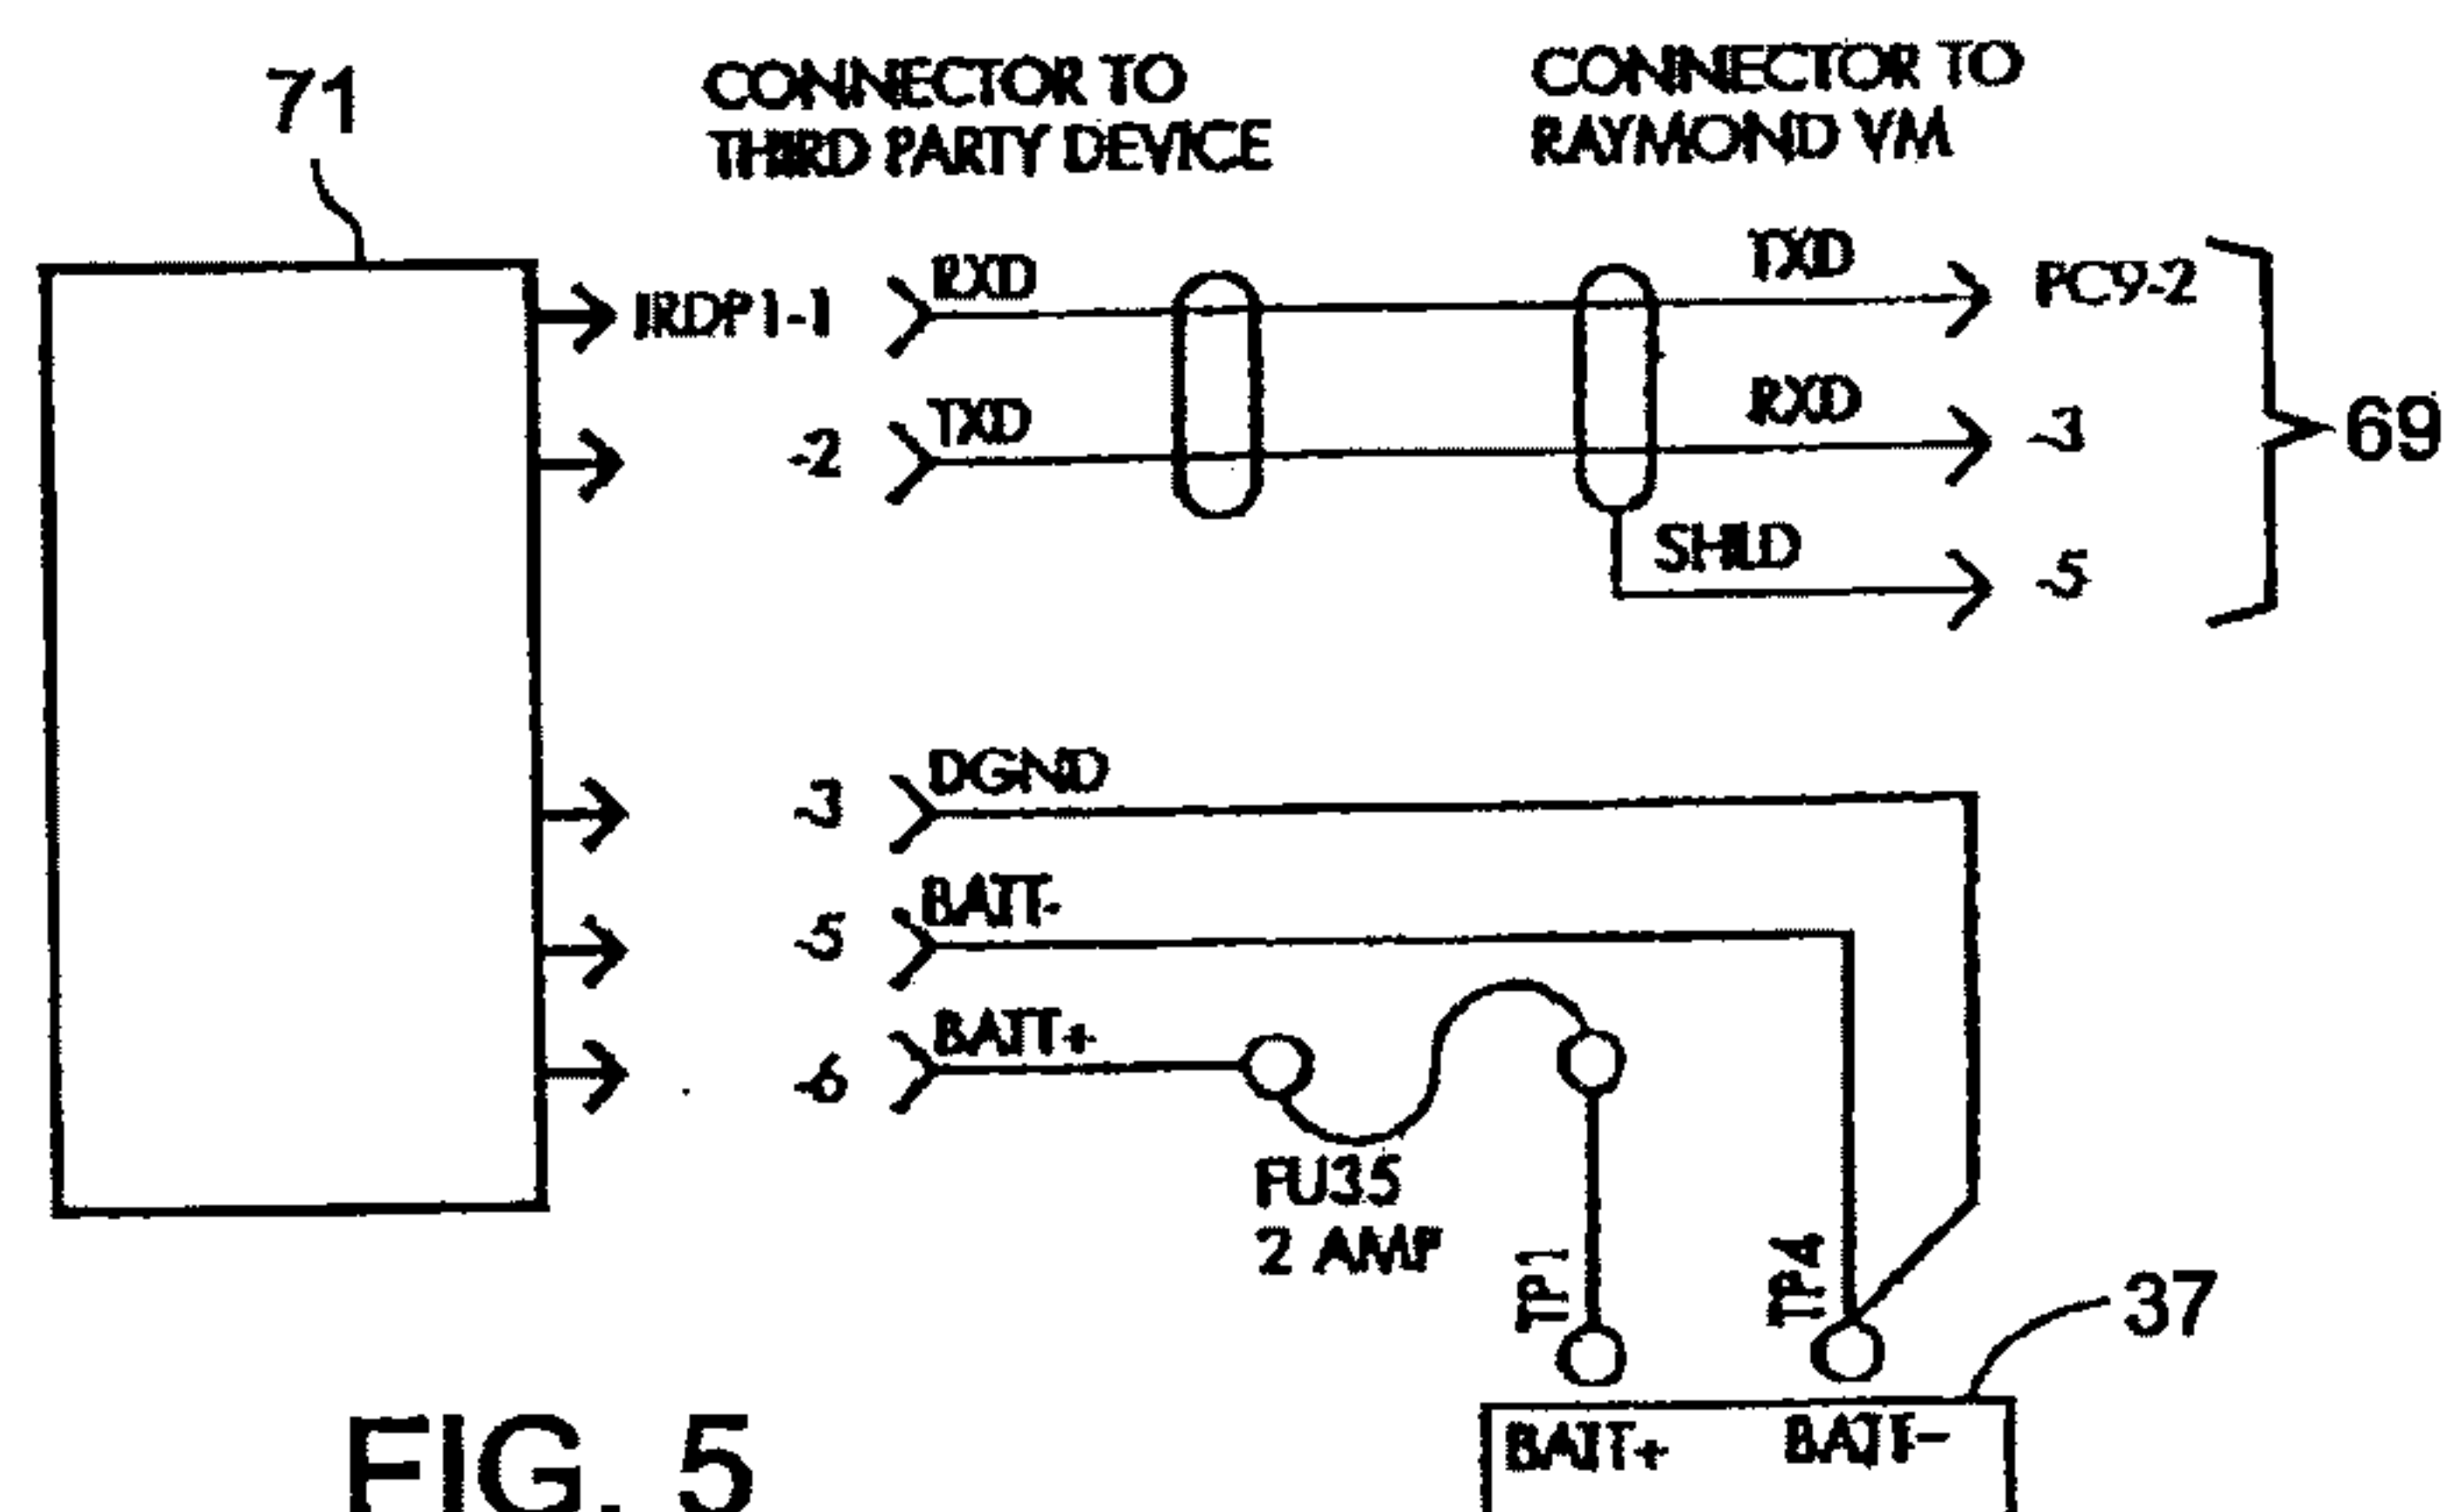 71
CONNECTOR TO
THIRD PARTY DEVICE
CONNECTOR TO
RAYMOND VM
JRDP1-1
RXD
TXD
PC9-2
-2
TXD
RXD
-3
SHLD
-5
69
-3
DGND
-5
BATT-
-6
BATT+
FU35
2 AMP
TP1
TP4
37
BATT+
BATT-
FIG. 5